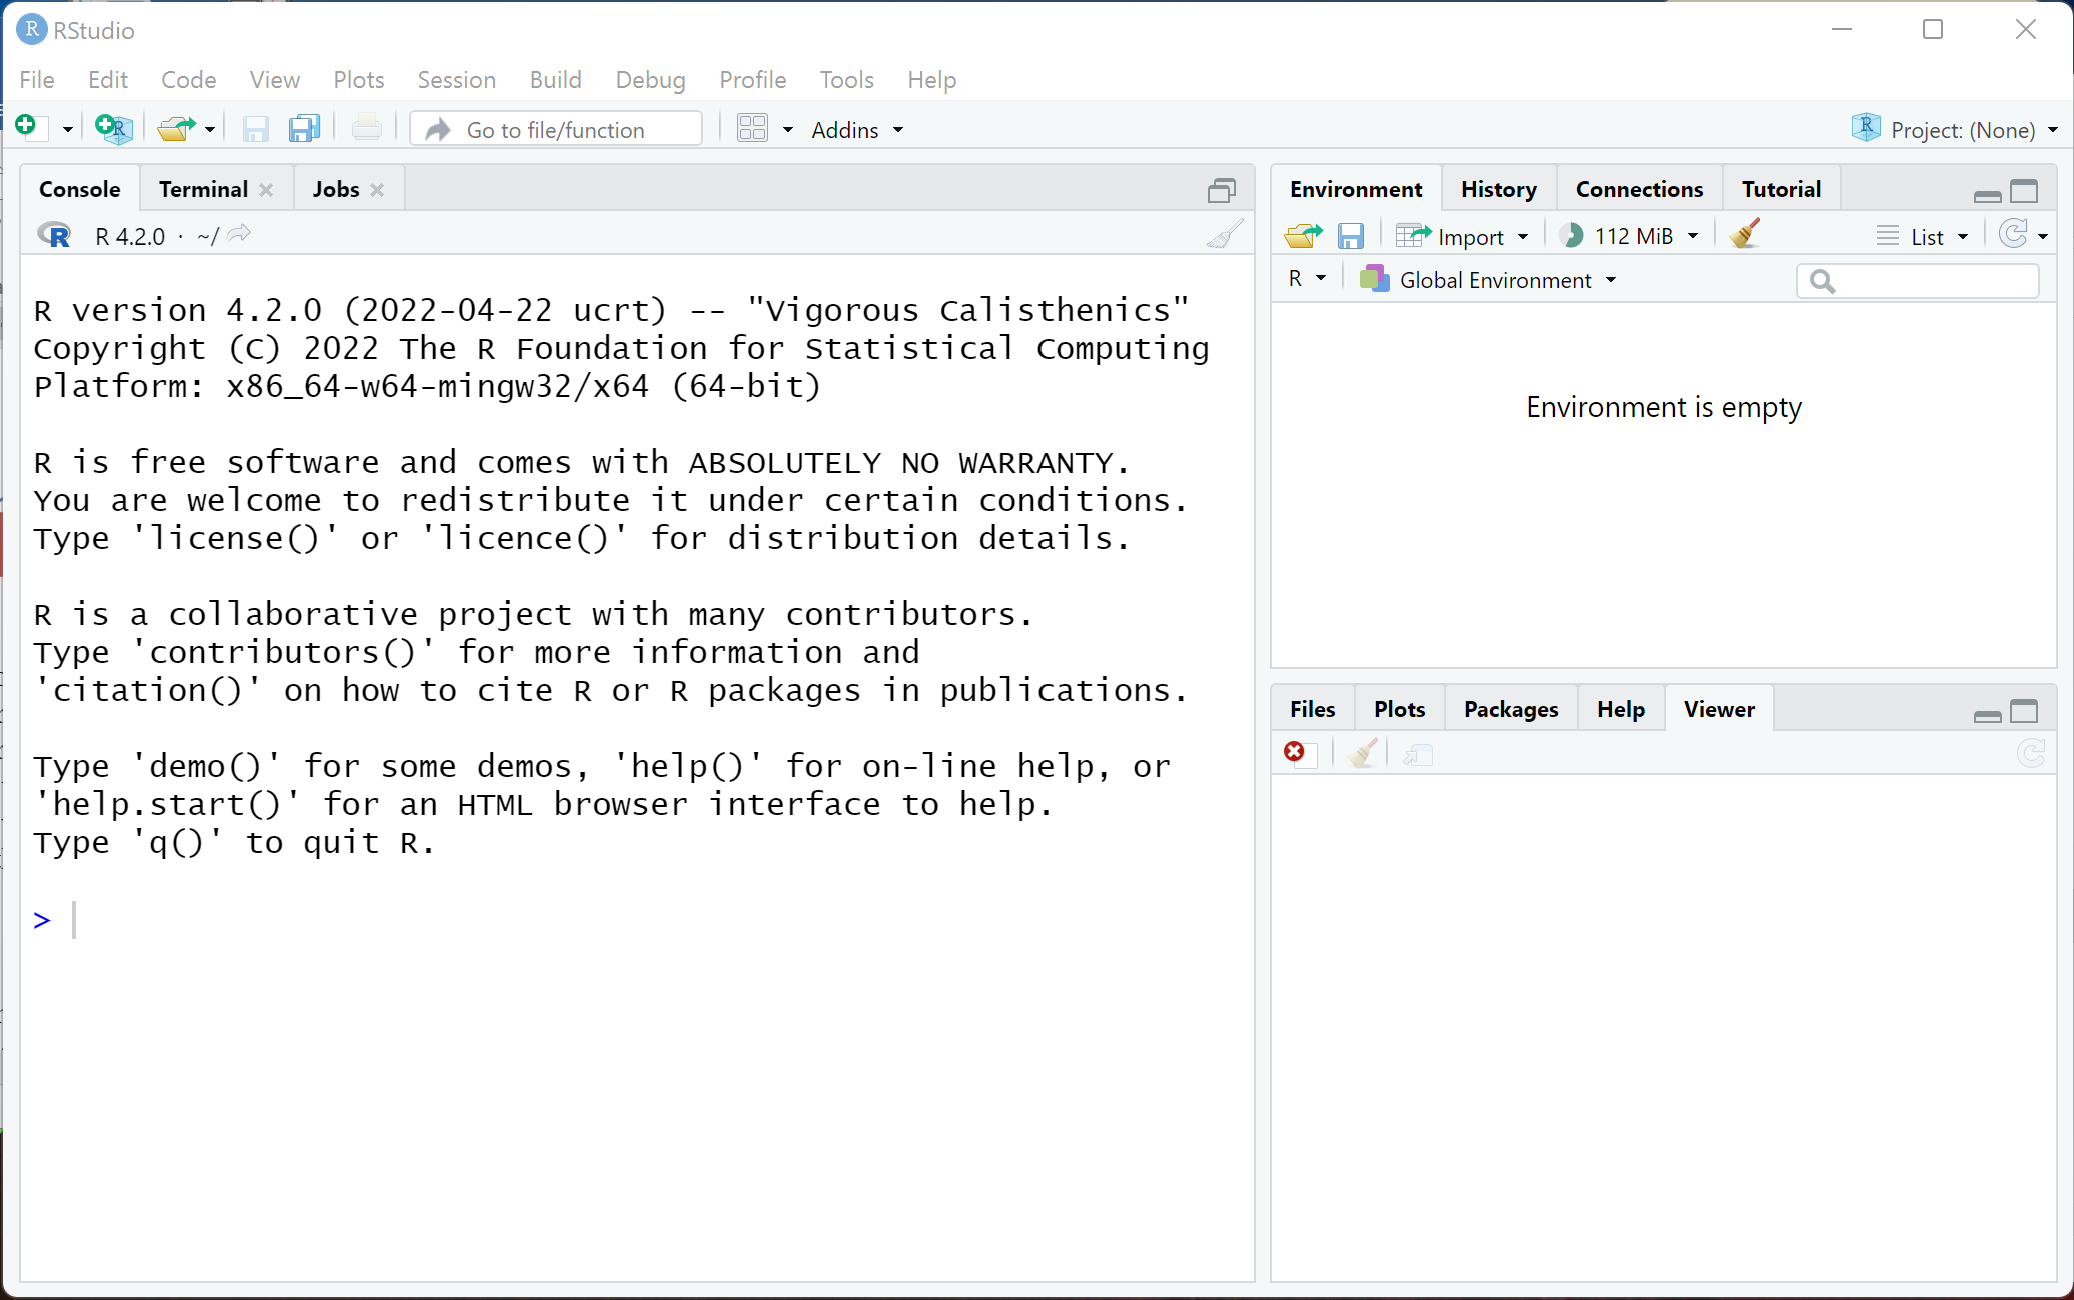 RStudio
File Edit Code View Plots Session Build Debug Profile Tools Help
Go to file/function Addins Project: (None)
Console Terminal Jobs
R 4.2.0 · ~/
R version 4.2.0 (2022-04-22 ucrt) -- "Vigorous Calisthenics"
Copyright (C) 2022 The R Foundation for Statistical Computing
Platform: x86_64-w64-mingw32/x64 (64-bit)
R is free software and comes with ABSOLUTELY NO WARRANTY.
You are welcome to redistribute it under certain conditions.
Type 'license()' or 'licence()' for distribution details.
R is a collaborative project with many contributors.
Type 'contributors()' for more information and
'citation()' on how to cite R or R packages in publications.
Type 'demo()' for some demos, 'help()' for on-line help, or
'help.start()' for an HTML browser interface to help.
Type 'q()' to quit R.
>
Environment History Connections Tutorial
Import 112 MiB List
R Global Environment
Environment is empty
Files Plots Packages Help Viewer